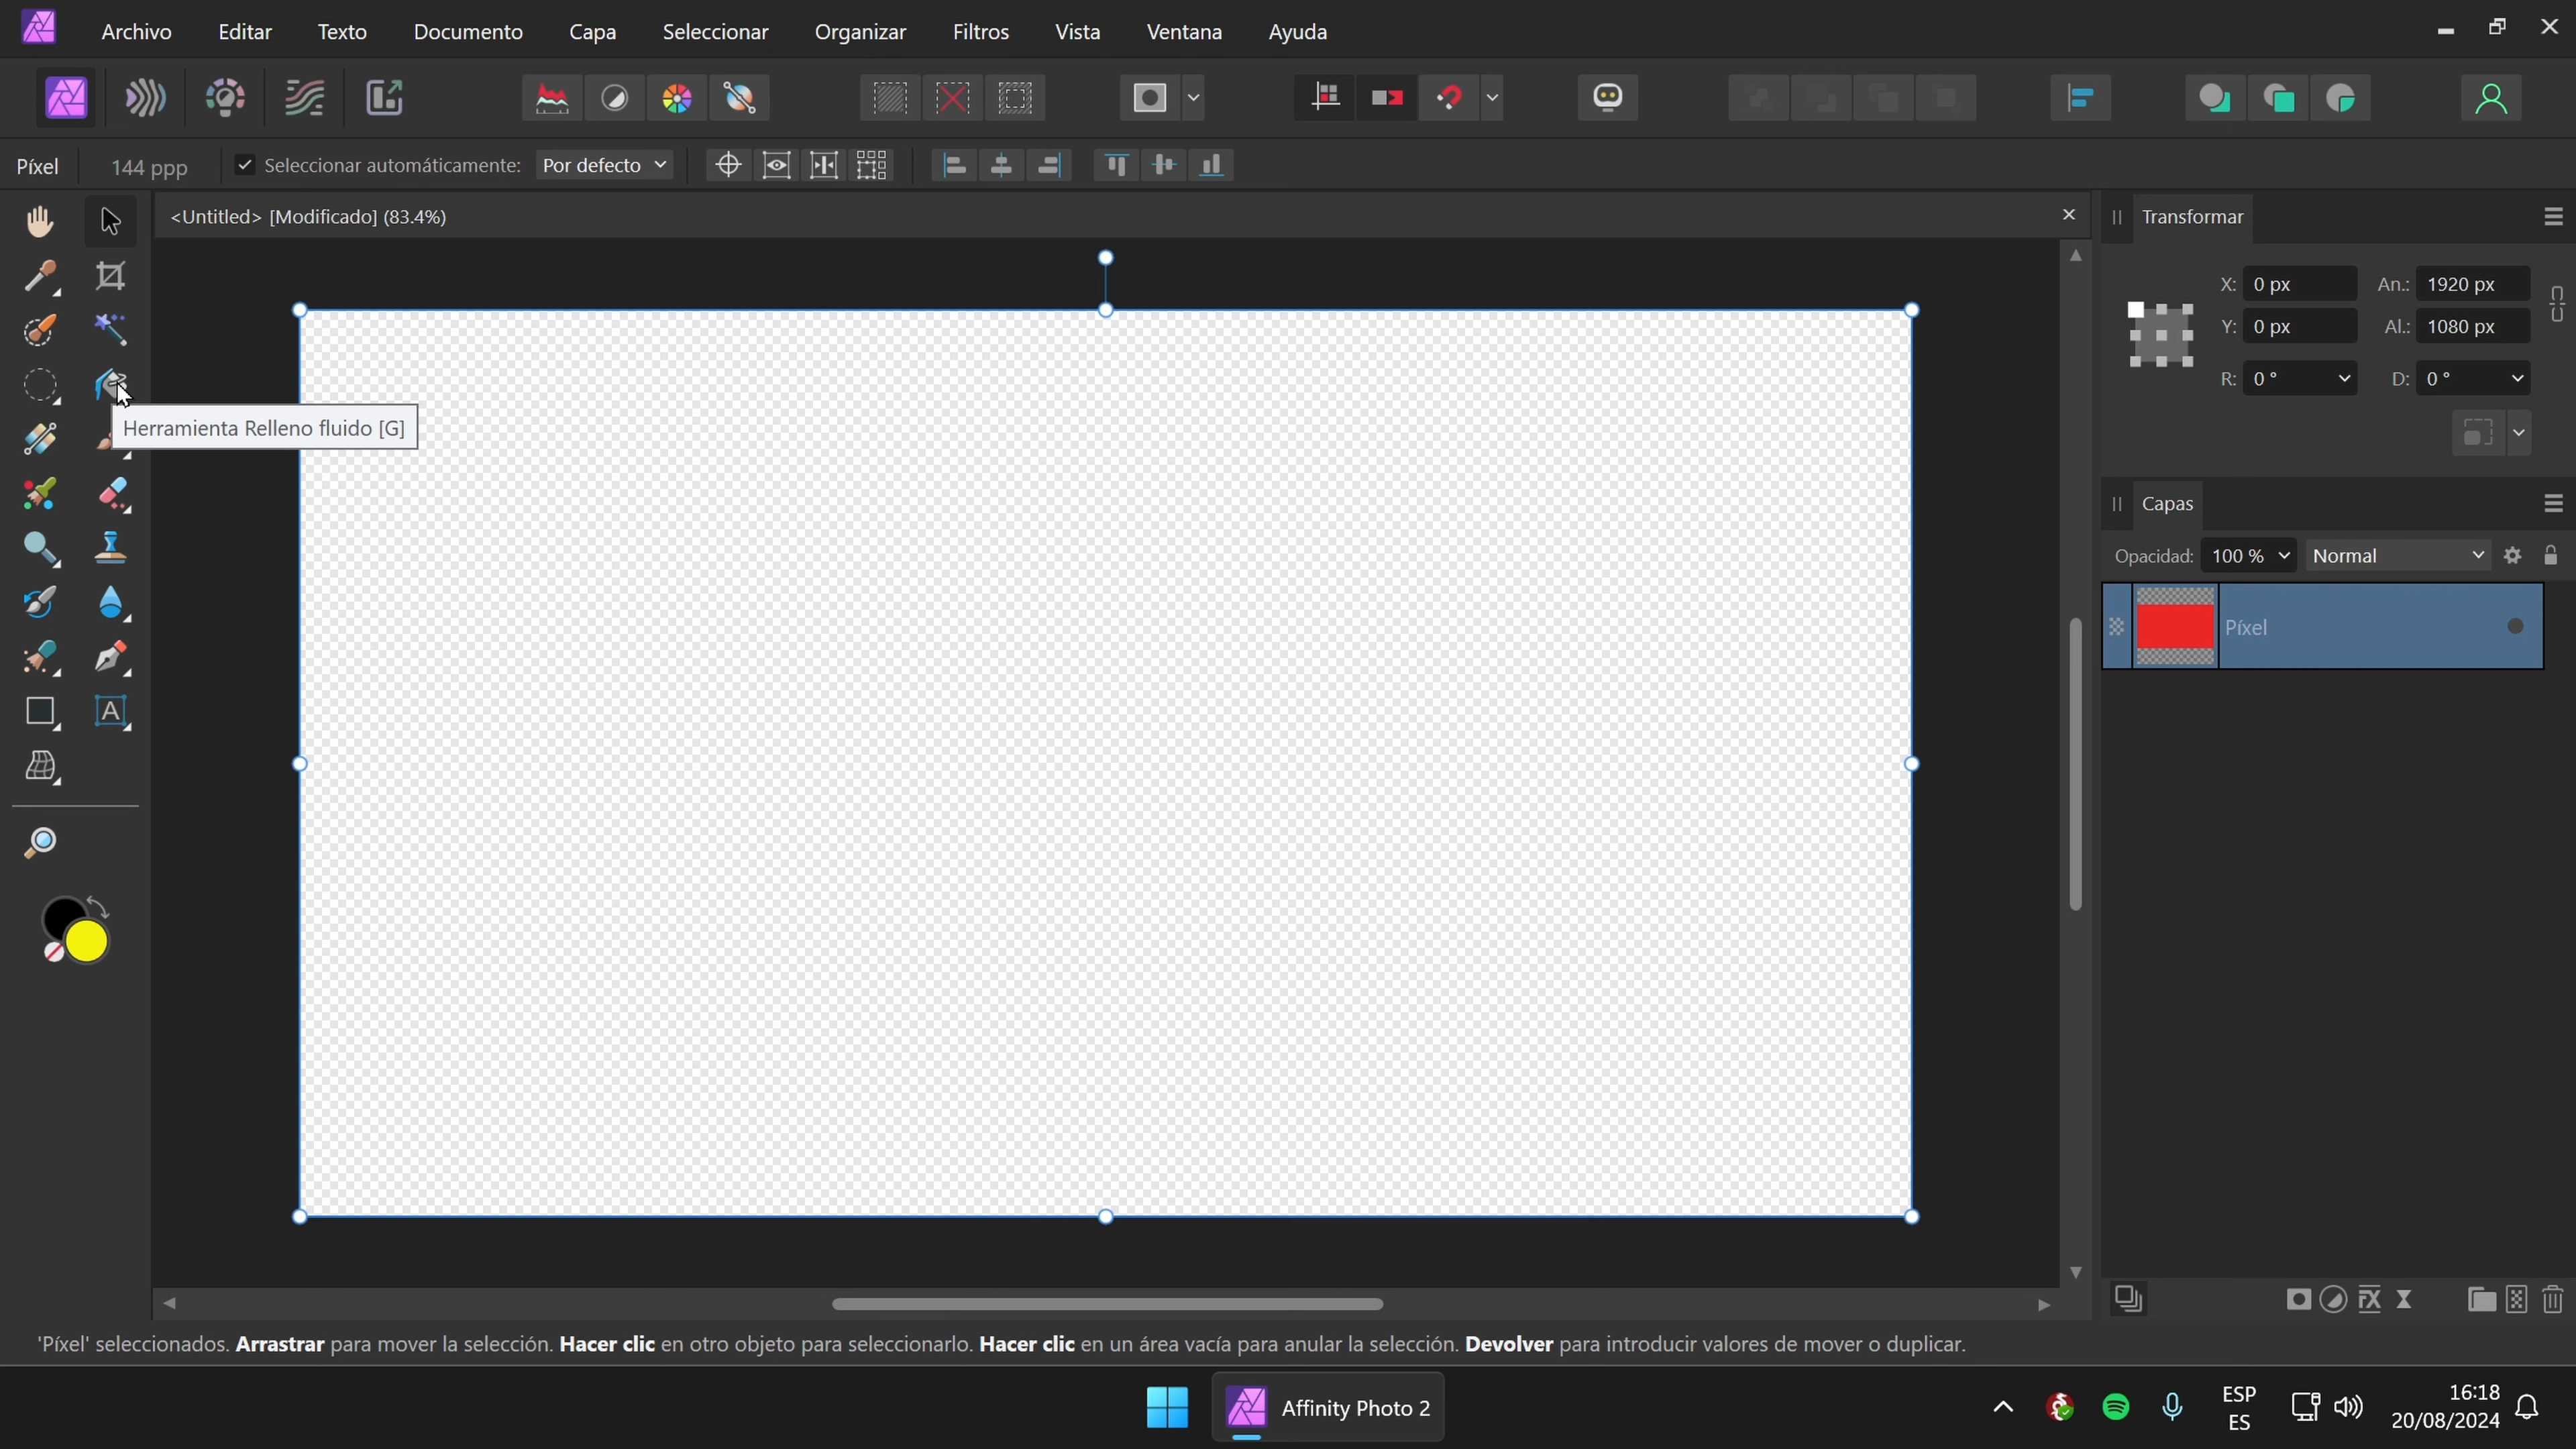 Archivo Editar Texto Documento Capa Seleccionar Organizar Filtros Vista Ventana Ayuda
Píxel 144 ppp Seleccionar automáticamente: Por defecto
<Untitled> [Modificado] (83.4%)
Transformar
X: 0 px An.: 1920 px
Y: 0 px Al.: 1080 px
R: 0 ° D: 0 °
Herramienta Relleno fluido [G]
Capas
Opacidad: 100 % Normal
Píxel
A
FX
'Píxel' seleccionados. Arrastrar para mover la selección. Hacer clic en otro objeto para seleccionarlo. Hacer clic en un área vacía para anular la selección. Devolver para introducir valores de mover o duplicar.
Affinity Photo 2
ESP
ES
16:18
20/08/2024